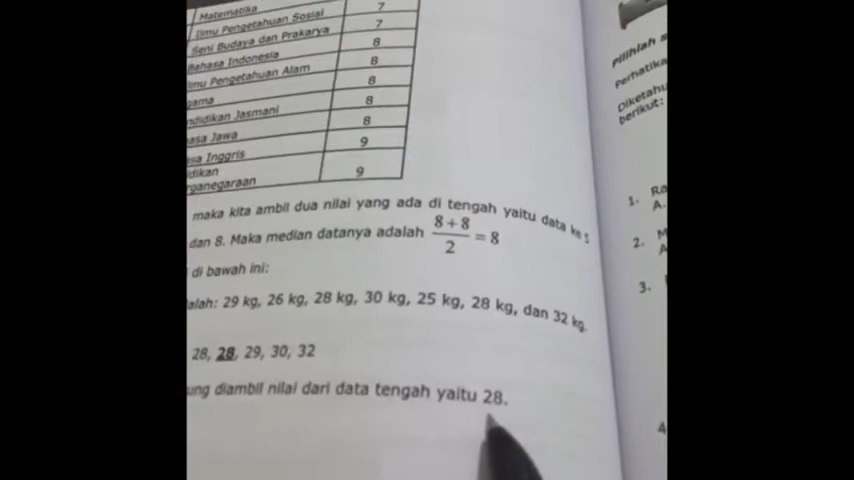 Matematika 7
Ilmu Pengetahuan Sosial 7
Seni Budaya dan Prakarya 8
Bahasa Indonesia 8
lmu Pengetahuan Alam 8
gama 8
ndidikan Jasmani 8
asa Jawa 9
sa Inggris
idikan
rganegaraan 9
maka kita ambil dua nilai yang ada di tengah yaitu data ke 5
dan 8. Maka median datanya adalah 8 + 8 / 2 = 8
di bawah ini:
alah: 29 kg, 26 kg, 28 kg, 30 kg, 25 kg, 28 kg, dan 32 kg.
28, 28, 29, 30, 32
ung diambil nilai dari data tengah yaitu 28.
Pilihlah
Perhatika
Diketahu
berikut:
1. Ra
A.
2. M
A
3.
4